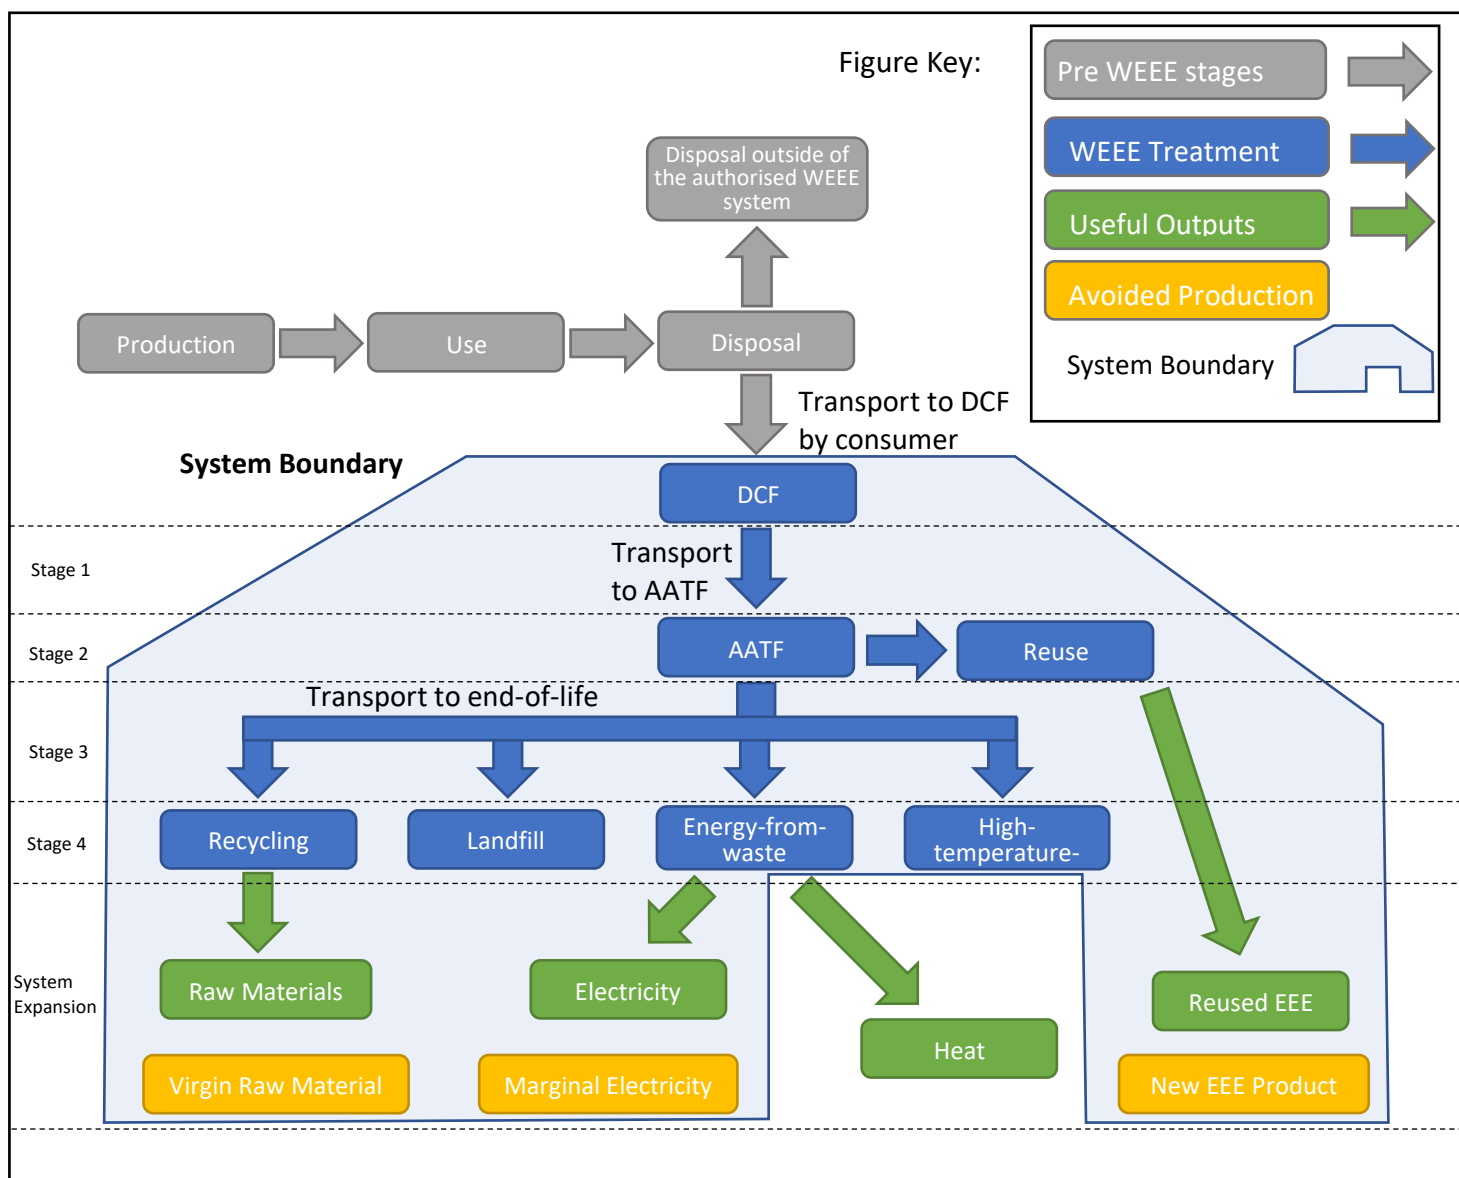 Figure Key:
Pre WEEE stages
WEEE Treatment
Useful Outputs
Avoided Production
System Boundary
Disposal outside of
the authorised WEEE
system
Production
Use
Disposal
Transport to DCF
by consumer
System Boundary
DCF
Stage 1
Transport
to AATF
Stage 2
AATF
Reuse
Transport to end-of-life
Stage 3
Stage 4
Recycling
Landfill
Energy-from-
waste
High-
temperature-
System
Expansion
Raw Materials
Electricity
Heat
Reused EEE
Virgin Raw Material
Marginal Electricity
New EEE Product